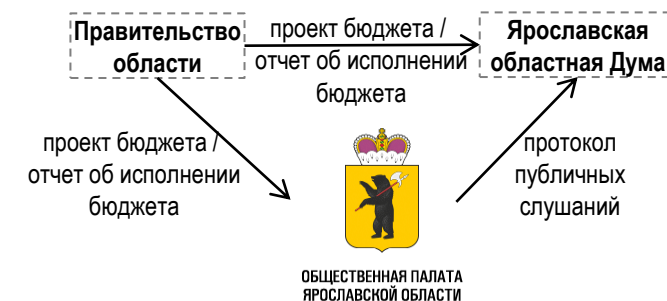 Правительство
области
проект бюджета /
отчет об исполнении
бюджета
Ярославская
областная Дума
проект бюджета /
отчет об исполнении
бюджета
протокол
публичных
слушаний
ОБЩЕСТВЕННАЯ ПАЛАТА
ЯРОСЛАВСКОЙ ОБЛАСТИ